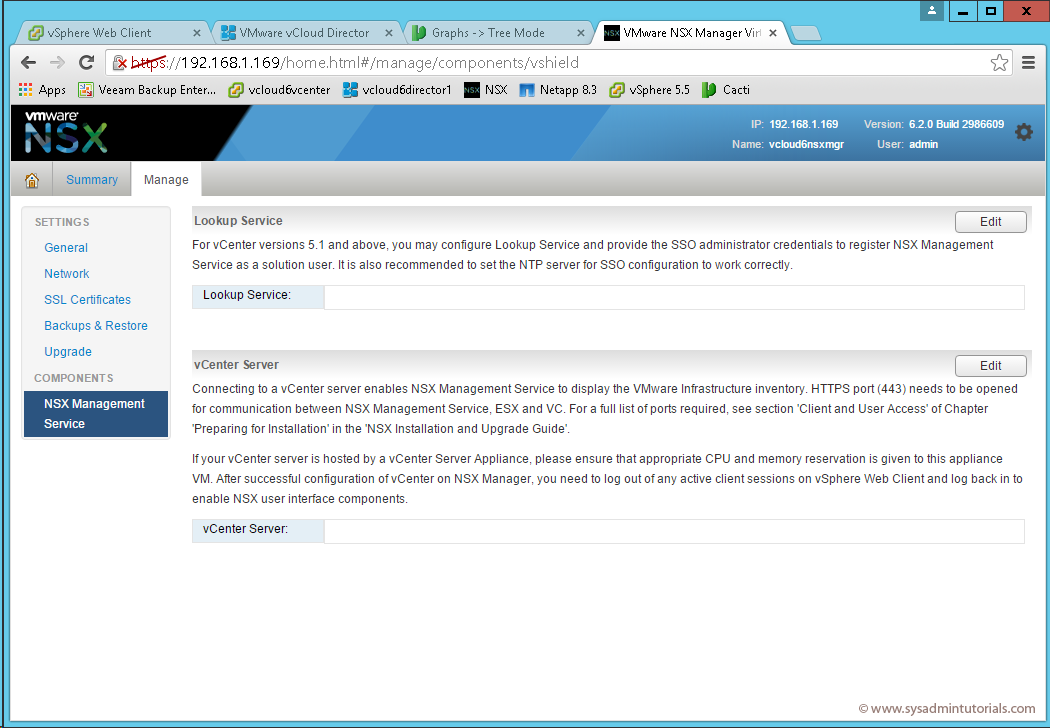 vSphere Web Client
VMware vCloud Director
Graphs -> Tree Mode
VMware NSX Manager Virt
https://192.168.1.169/home.html#/manage/components/vshield
Apps
Veeam Backup Enter...
vcloud6vcenter
vcloud6director1
NSX
Netapp 8.3
vSphere 5.5
Cacti
vmware
NSX
IP: 192.168.1.169
Version: 6.2.0 Build 2986609
Name: vcloud6nsxmgr
User: admin
Summary
Manage
SETTINGS
General
Network
SSL Certificates
Backups & Restore
Upgrade
COMPONENTS
NSX Management
Service
Lookup Service
Edit
For vCenter versions 5.1 and above, you may configure Lookup Service and provide the SSO administrator credentials to register NSX Management
Service as a solution user. It is also recommended to set the NTP server for SSO configuration to work correctly.
Lookup Service:
vCenter Server
Edit
Connecting to a vCenter server enables NSX Management Service to display the VMware Infrastructure inventory. HTTPS port (443) needs to be opened
for communication between NSX Management Service, ESX and VC. For a full list of ports required, see section 'Client and User Access' of Chapter
'Preparing for Installation' in the 'NSX Installation and Upgrade Guide'.
If your vCenter server is hosted by a vCenter Server Appliance, please ensure that appropriate CPU and memory reservation is given to this appliance
VM. After successful configuration of vCenter on NSX Manager, you need to log out of any active client sessions on vSphere Web Client and log back in to
enable NSX user interface components.
vCenter Server:
© www.sysadmintutorials.com